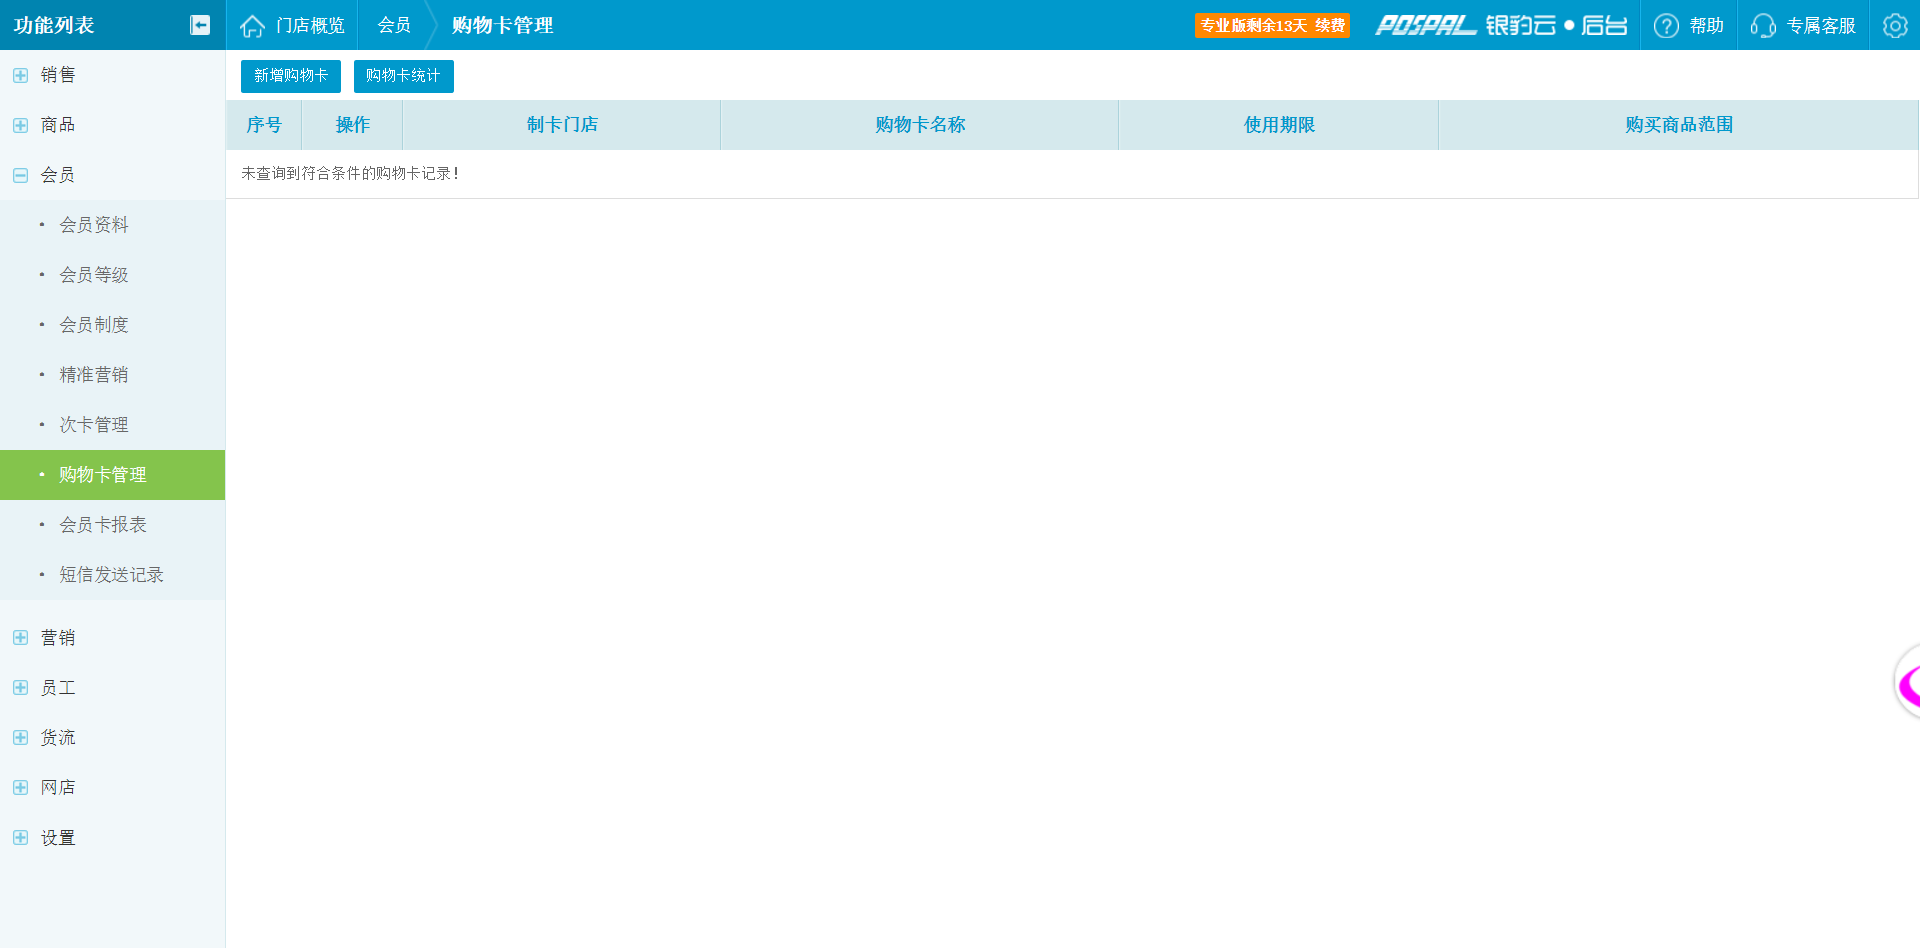 功能列表
门店概览
会员
购物卡管理
专业版剩余13天 续费
POSPAL 银豹云●后台
帮助
专属客服
销售
商品
会员
会员资料
会员等级
会员制度
精准营销
次卡管理
购物卡管理
会员卡报表
短信发送记录
营销
员工
货流
网店
设置
新增购物卡
购物卡统计
序号 操作 制卡门店 购物卡名称 使用期限 购买商品范围
未查询到符合条件的购物卡记录!